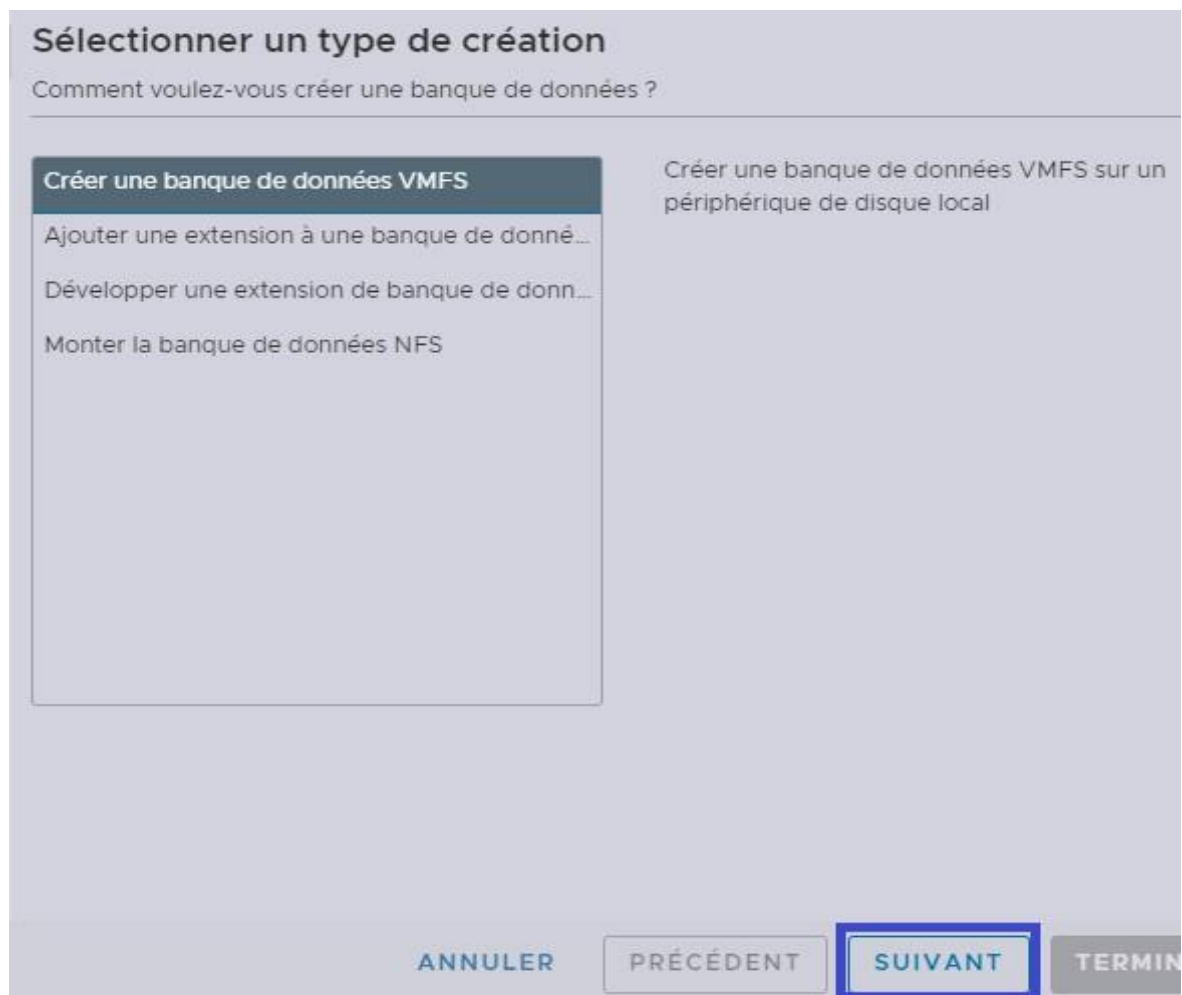 Sélectionner un type de création
Comment voulez-vous créer une banque de données ?
Créer une banque de données VMFS
Ajouter une extension à une banque de donné...
Développer une extension de banque de donn...
Monter la banque de données NFS
Créer une banque de données VMFS sur un
périphérique de disque local
ANNULER PRÉCÉDENT SUIVANT TERMIN